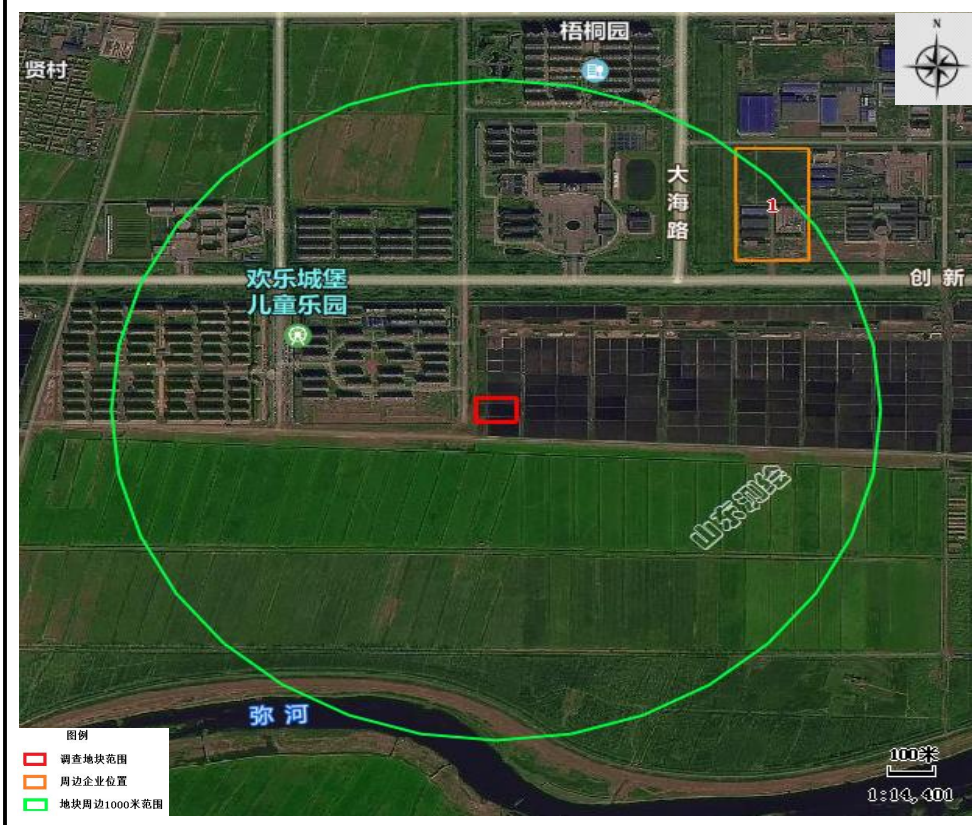 梧桐园
贤村
N
大
海
路
1
创 新
欢乐城堡
儿童乐园
山东测绘
弥 河
图例
调查地块范围
周边企业位置
地块周边1000米范围
100米
1:14,401